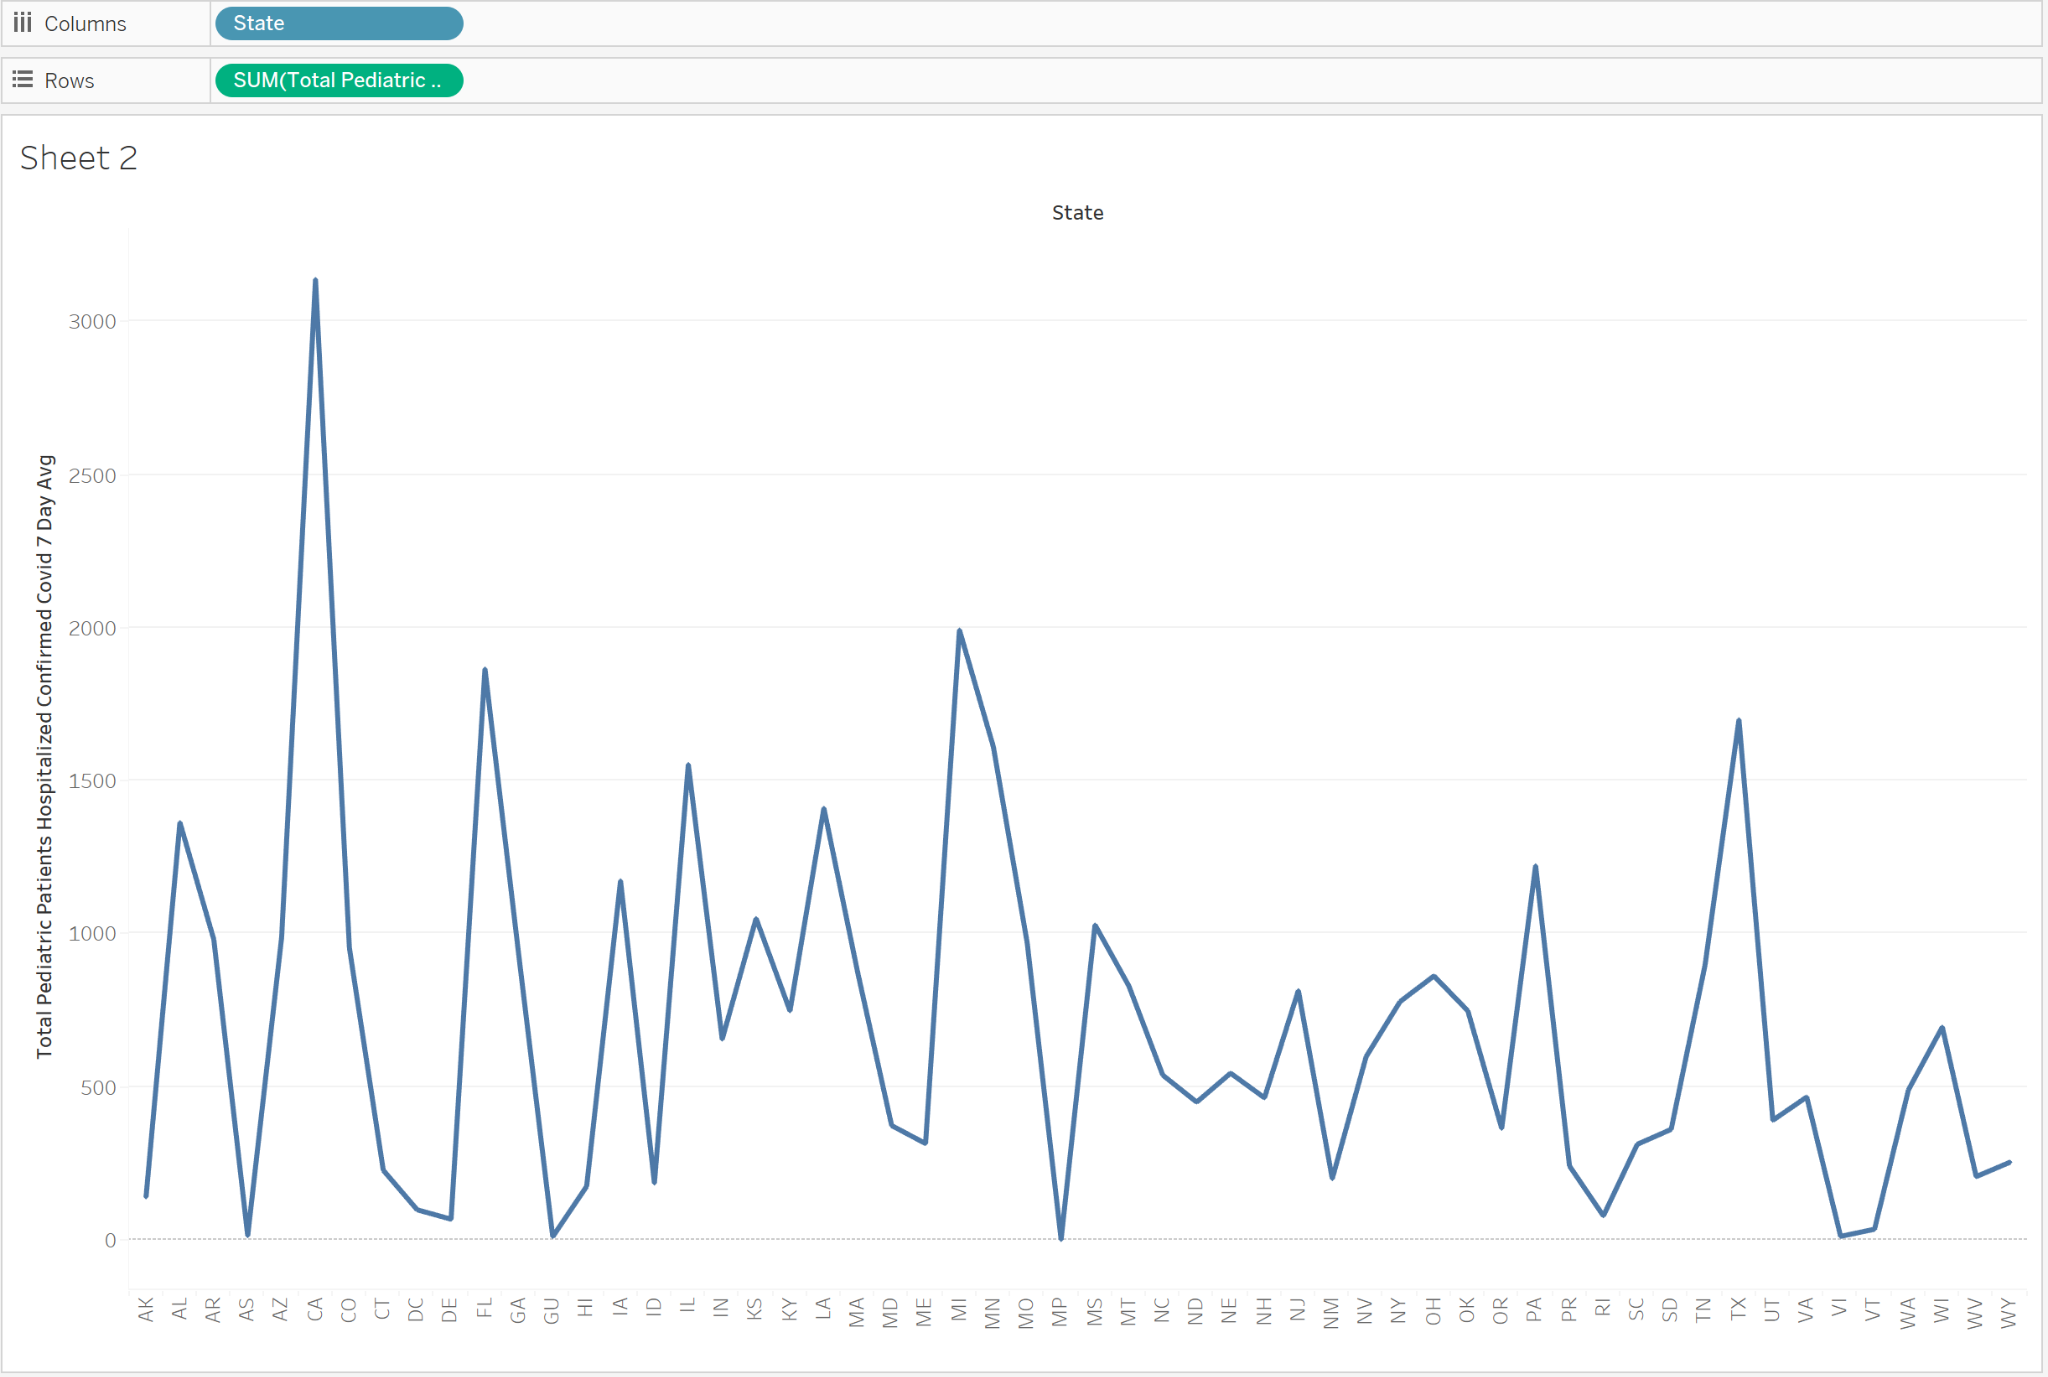 Columns
State
Rows
SUM(Total Pediatric ..
Sheet 2
State
Total Pediatric Patients Hospitalized Confirmed Covid 7 Day Avg
3000
2500
2000
1500
1000
500
0
AK
AL
AR
AS
AZ
CA
CO
CT
DC
DE
FL
GA
GU
HI
IA
ID
IL
IN
KS
KY
LA
MA
MD
ME
MI
MN
MO
MP
MS
MT
NC
ND
NE
NH
NJ
NM
NV
NY
OH
OK
OR
PA
PR
RI
SC
SD
TN
TX
UT
VA
VI
VT
WA
WI
WV
WY